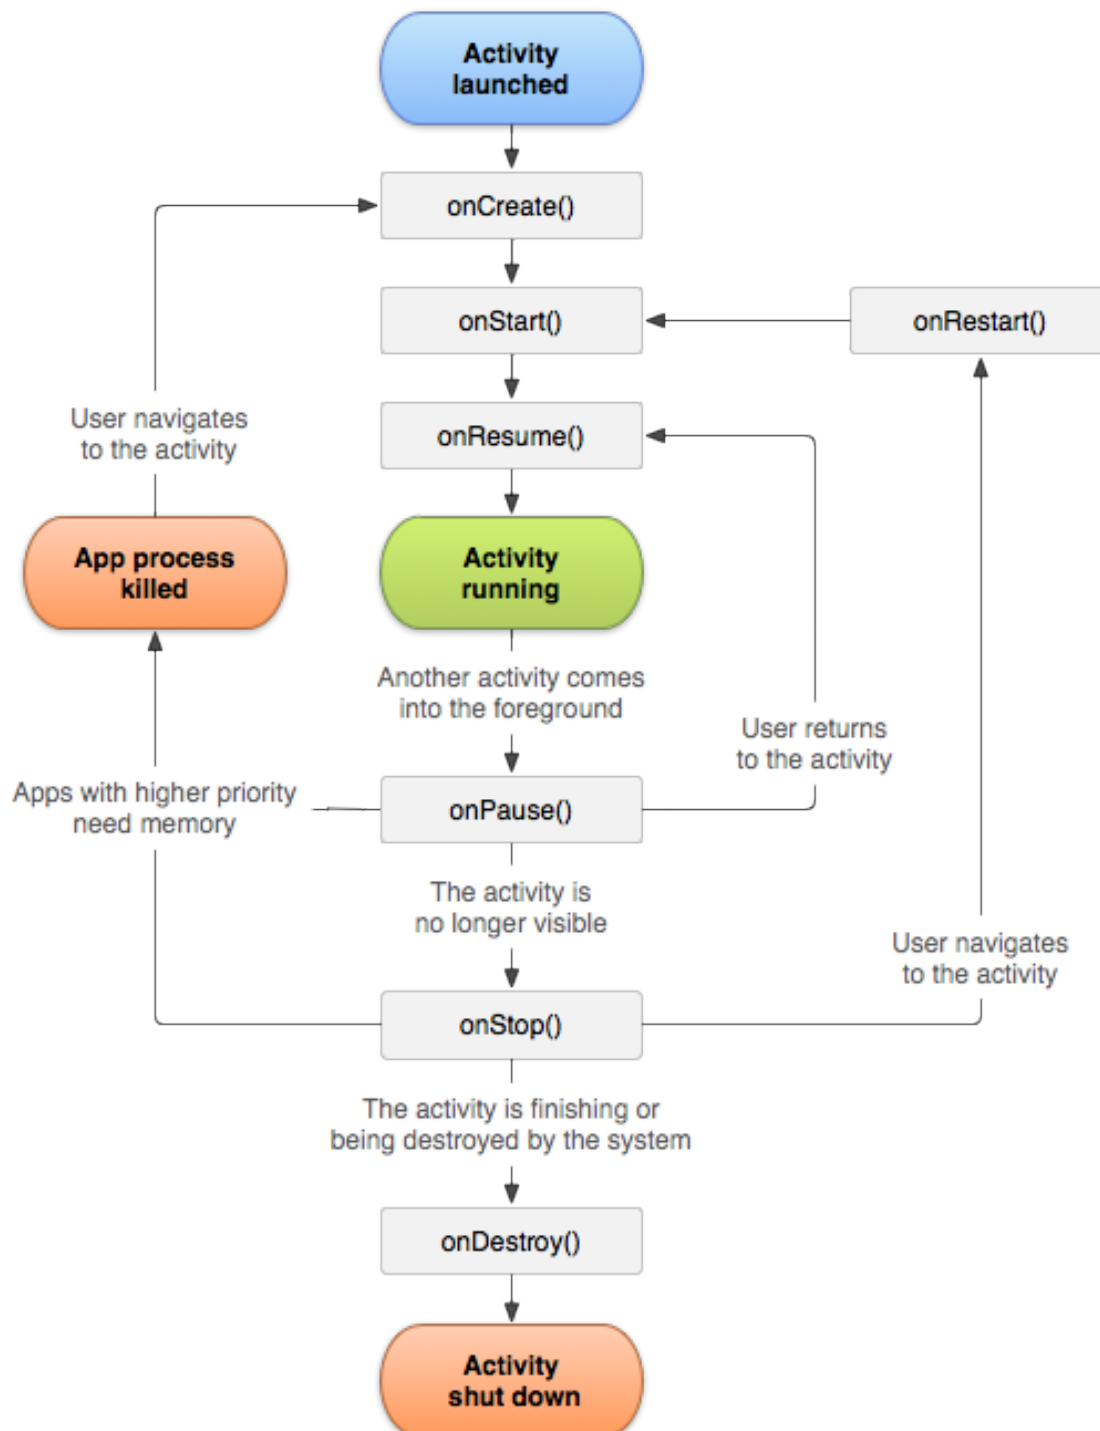 Activity
launched
onCreate()
onStart()
onRestart()
User navigates
to the activity
onResume()
App process
killed
Activity
running
Another activity comes
into the foreground
User returns
to the activity
Apps with higher priority
need memory
onPause()
The activity is
no longer visible
User navigates
to the activity
onStop()
The activity is finishing or
being destroyed by the system
onDestroy()
Activity
shut down